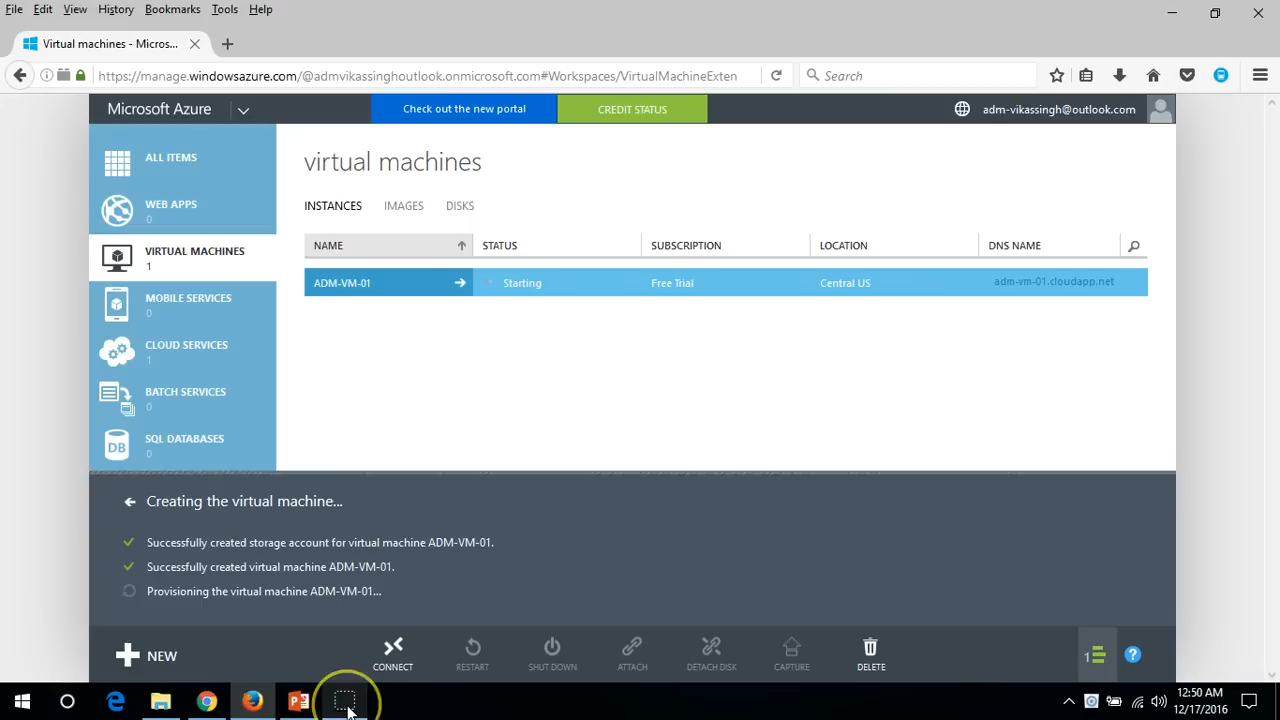 File Edit View History Bookmarks Tools Help
Virtual machines - Micros...
https://manage.windowsazure.com/@admvikassinghoutlook.onmicrosoft.com#Workspaces/VirtualMachineExten
Search
Microsoft Azure
Check out the new portal
CREDIT STATUS
adm-vikassingh@outlook.com
ALL ITEMS
WEB APPS
0
VIRTUAL MACHINES
1
MOBILE SERVICES
0
CLOUD SERVICES
1
BATCH SERVICES
0
SQL DATABASES
0
DB
virtual machines
INSTANCES IMAGES DISKS
NAME STATUS SUBSCRIPTION LOCATION DNS NAME
ADM-VM-01 Starting Free Trial Central US adm-vm-01.cloudapp.net
Creating the virtual machine...
Successfully created storage account for virtual machine ADM-VM-01.
Successfully created virtual machine ADM-VM-01.
Provisioning the virtual machine ADM-VM-01...
NEW
CONNECT RESTART SHUT DOWN ATTACH DETACH DISK CAPTURE DELETE
1
?
12:50 AM
12/17/2016